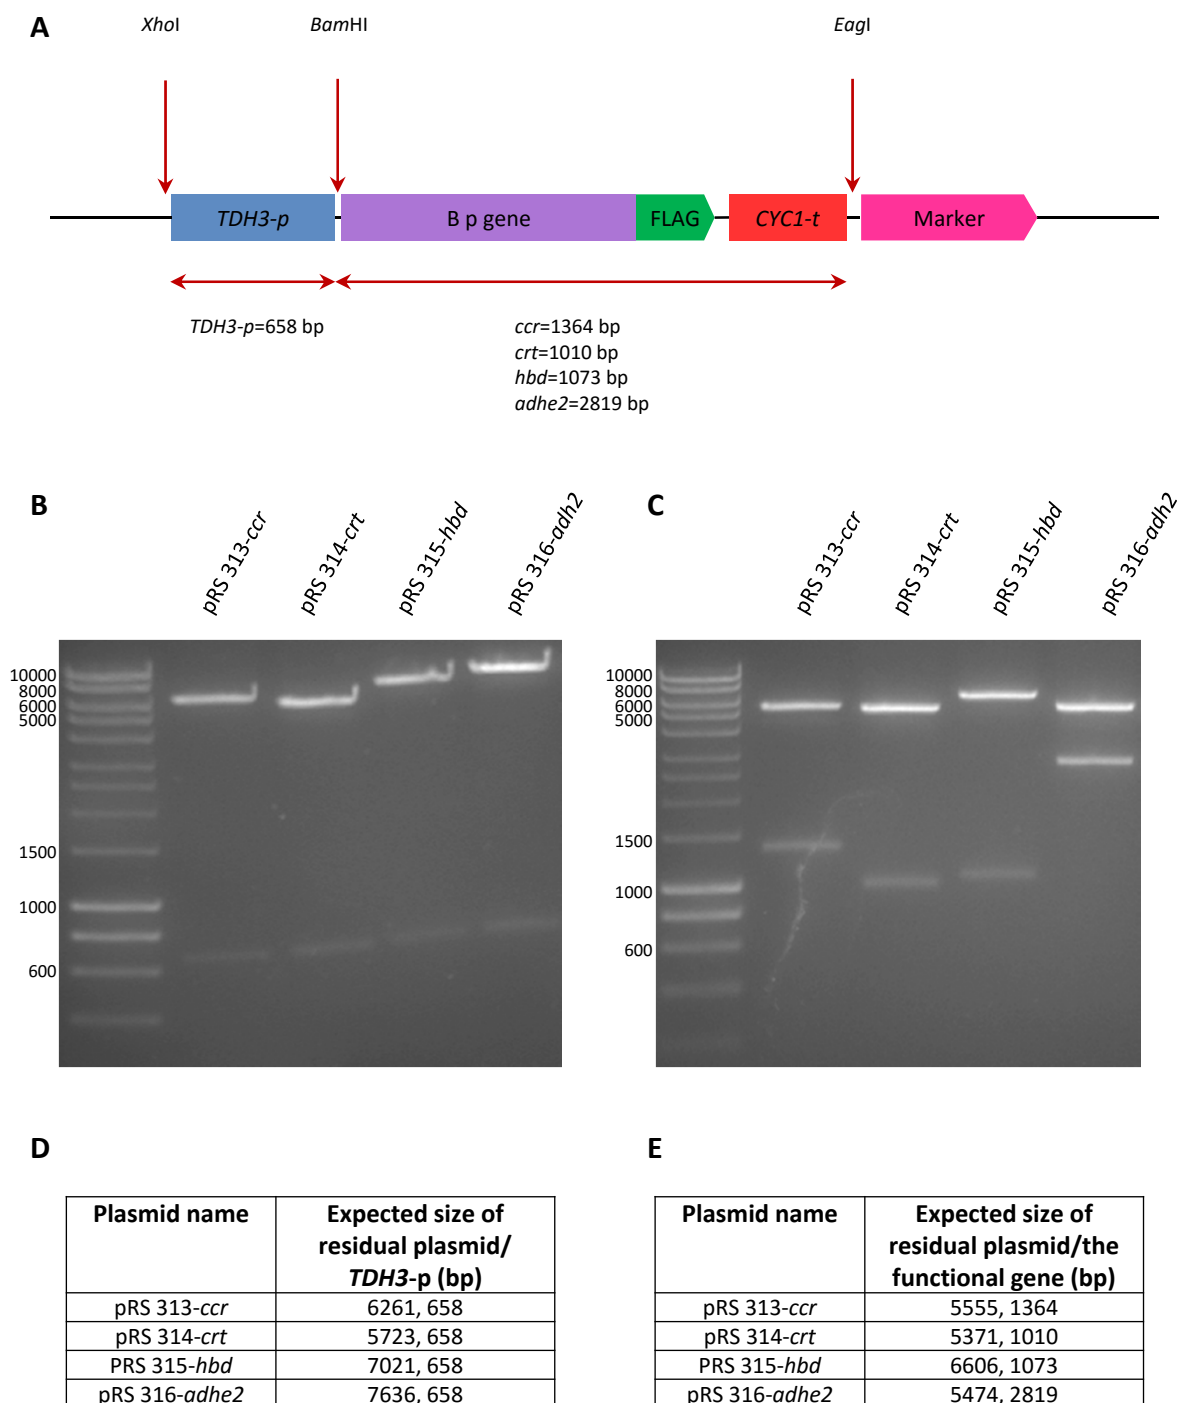 A
XhoI
BamHI
EagI
TDH3-p
B p gene
FLAG
CYC1-t
Marker
TDH3-p=658 bp
ccr=1364 bp
crt=1010 bp
hbd=1073 bp
adhe2=2819 bp
B
pRS 313-ccr
pRS 314-crt
pRS 315-hbd
pRS 316-adh2
10000
8000
6000
5000
1500
1000
600
C
pRS 313-ccr
pRS 314-crt
pRS 315-hbd
pRS 316-adh2
10000
8000
6000
5000
1500
1000
600
D
Plasmid name
Expected size of
residual plasmid/
TDH3-p (bp)
pRS 313-ccr
6261, 658
pRS 314-crt
5723, 658
PRS 315-hbd
7021, 658
pRS 316-adhe2
7636, 658
E
Plasmid name
Expected size of
residual plasmid/the
functional gene (bp)
pRS 313-ccr
5555, 1364
pRS 314-crt
5371, 1010
PRS 315-hbd
6606, 1073
pRS 316-adhe2
5474, 2819